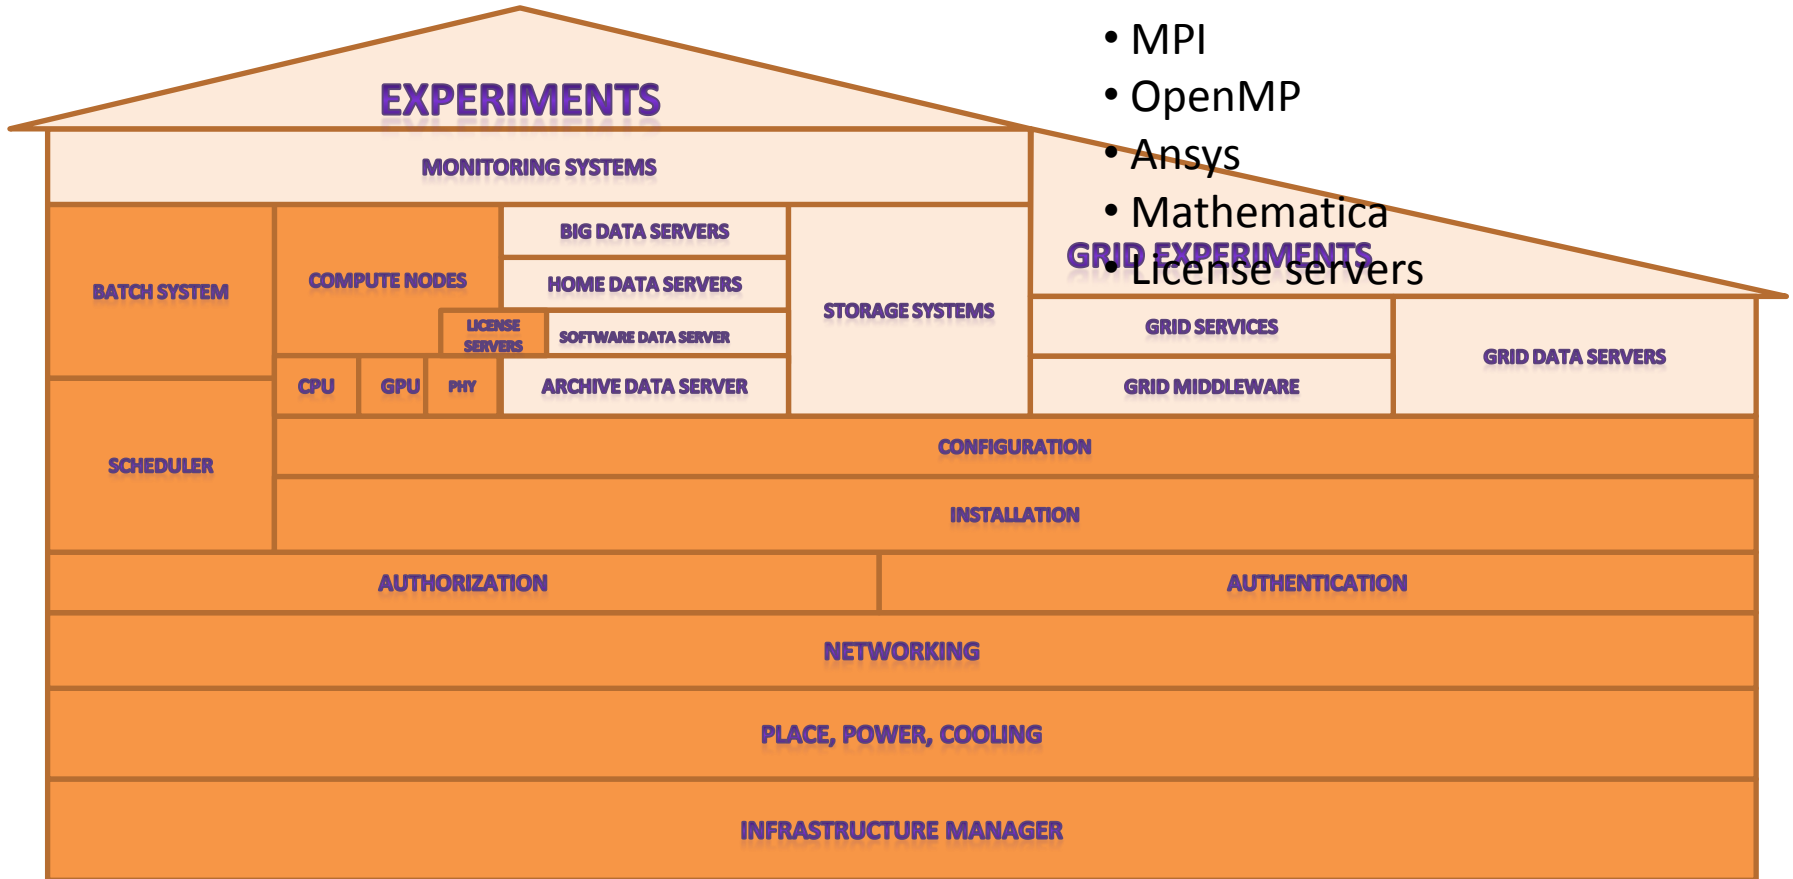 • MPI
• OpenMP
• Ansys
• Mathematica
• License servers
EXPERIMENTS
MONITORING SYSTEMS
GRID EXPERIMENTS
BATCH SYSTEM
COMPUTE NODES
BIG DATA SERVERS
HOME DATA SERVERS
LICENSE
SERVERS
SOFTWARE DATA SERVER
STORAGE SYSTEMS
GRID SERVICES
GRID DATA SERVERS
CPU
GPU
PHY
ARCHIVE DATA SERVER
GRID MIDDLEWARE
SCHEDULER
CONFIGURATION
INSTALLATION
AUTHORIZATION
AUTHENTICATION
NETWORKING
PLACE, POWER, COOLING
INFRASTRUCTURE MANAGER